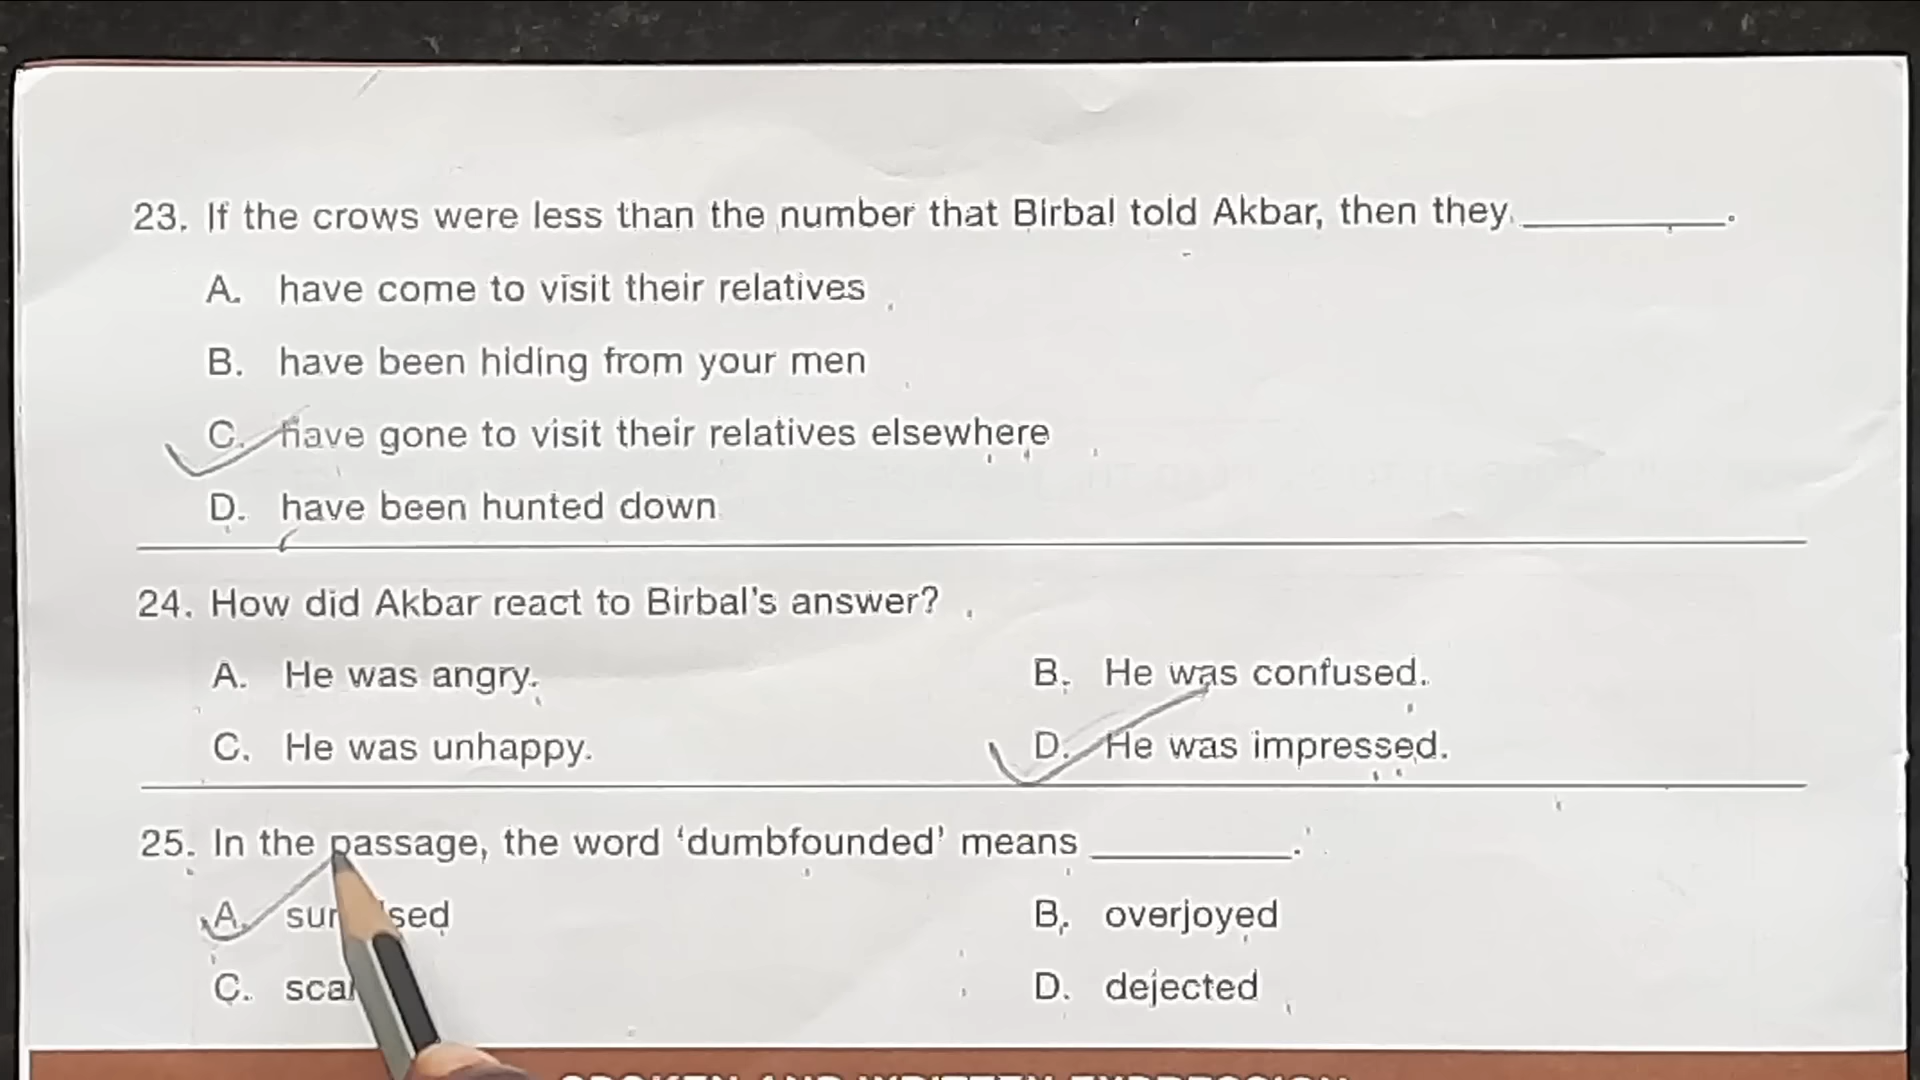 23. If the crows were less than the number that Birbal told Akbar, then they __________.
A. have come to visit their relatives
B. have been hiding from your men
C. have gone to visit their relatives elsewhere
D. have been hunted down
24. How did Akbar react to Birbal's answer?
A. He was angry. B. He was confused.
C. He was unhappy. D. He was impressed.
25. In the passage, the word 'dumbfounded' means __________.
A. B. overjoyed
C. D. dejected